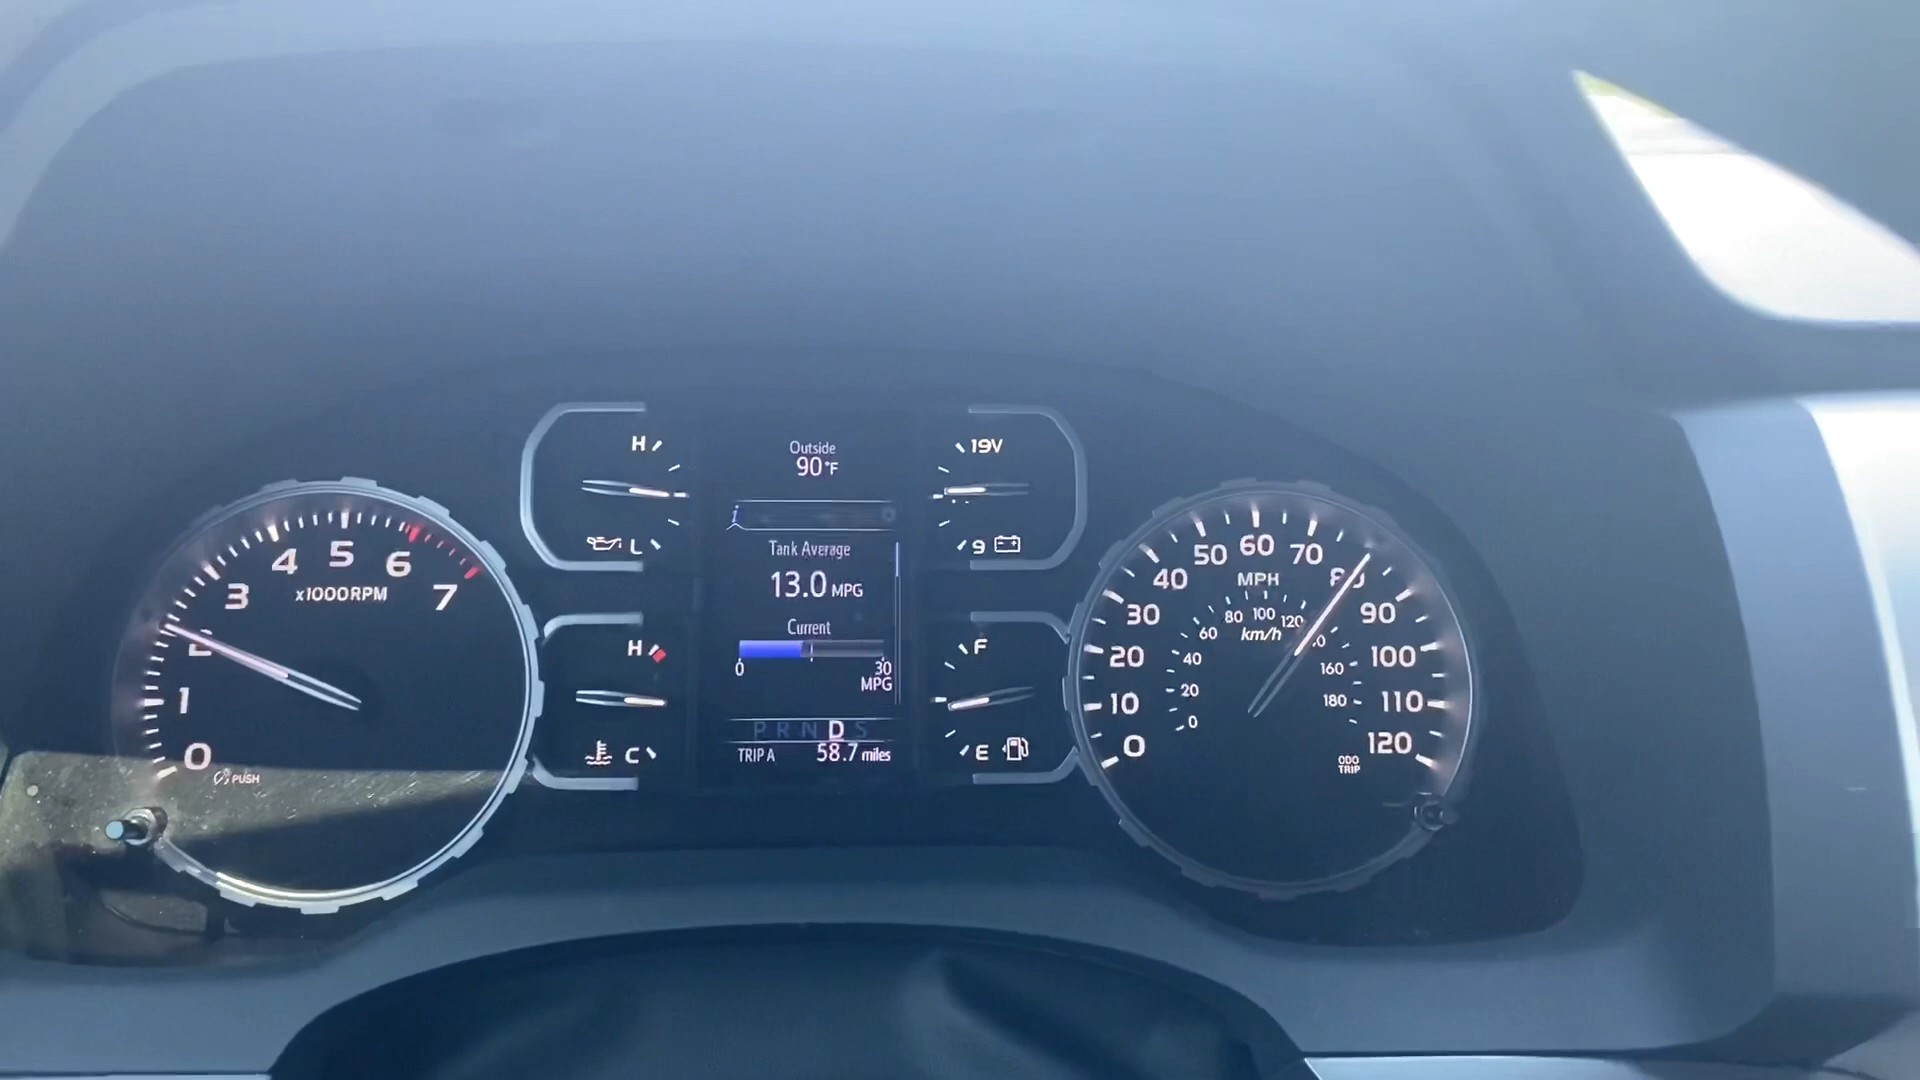 0
1
2
3
4
5
6
7
x1000RPM
PUSH
H
L
H
C
Outside
90°F
i
Tank Average
13.0 MPG
Current
0 30
MPG
P R N D S
TRIP A 58.7 miles
19V
9
F
E
0
10
20
30
40
50
60
70
80
90
100
110
120
MPH
0
20
40
60
80
100
120
160
180
km/h
ODO
TRIP